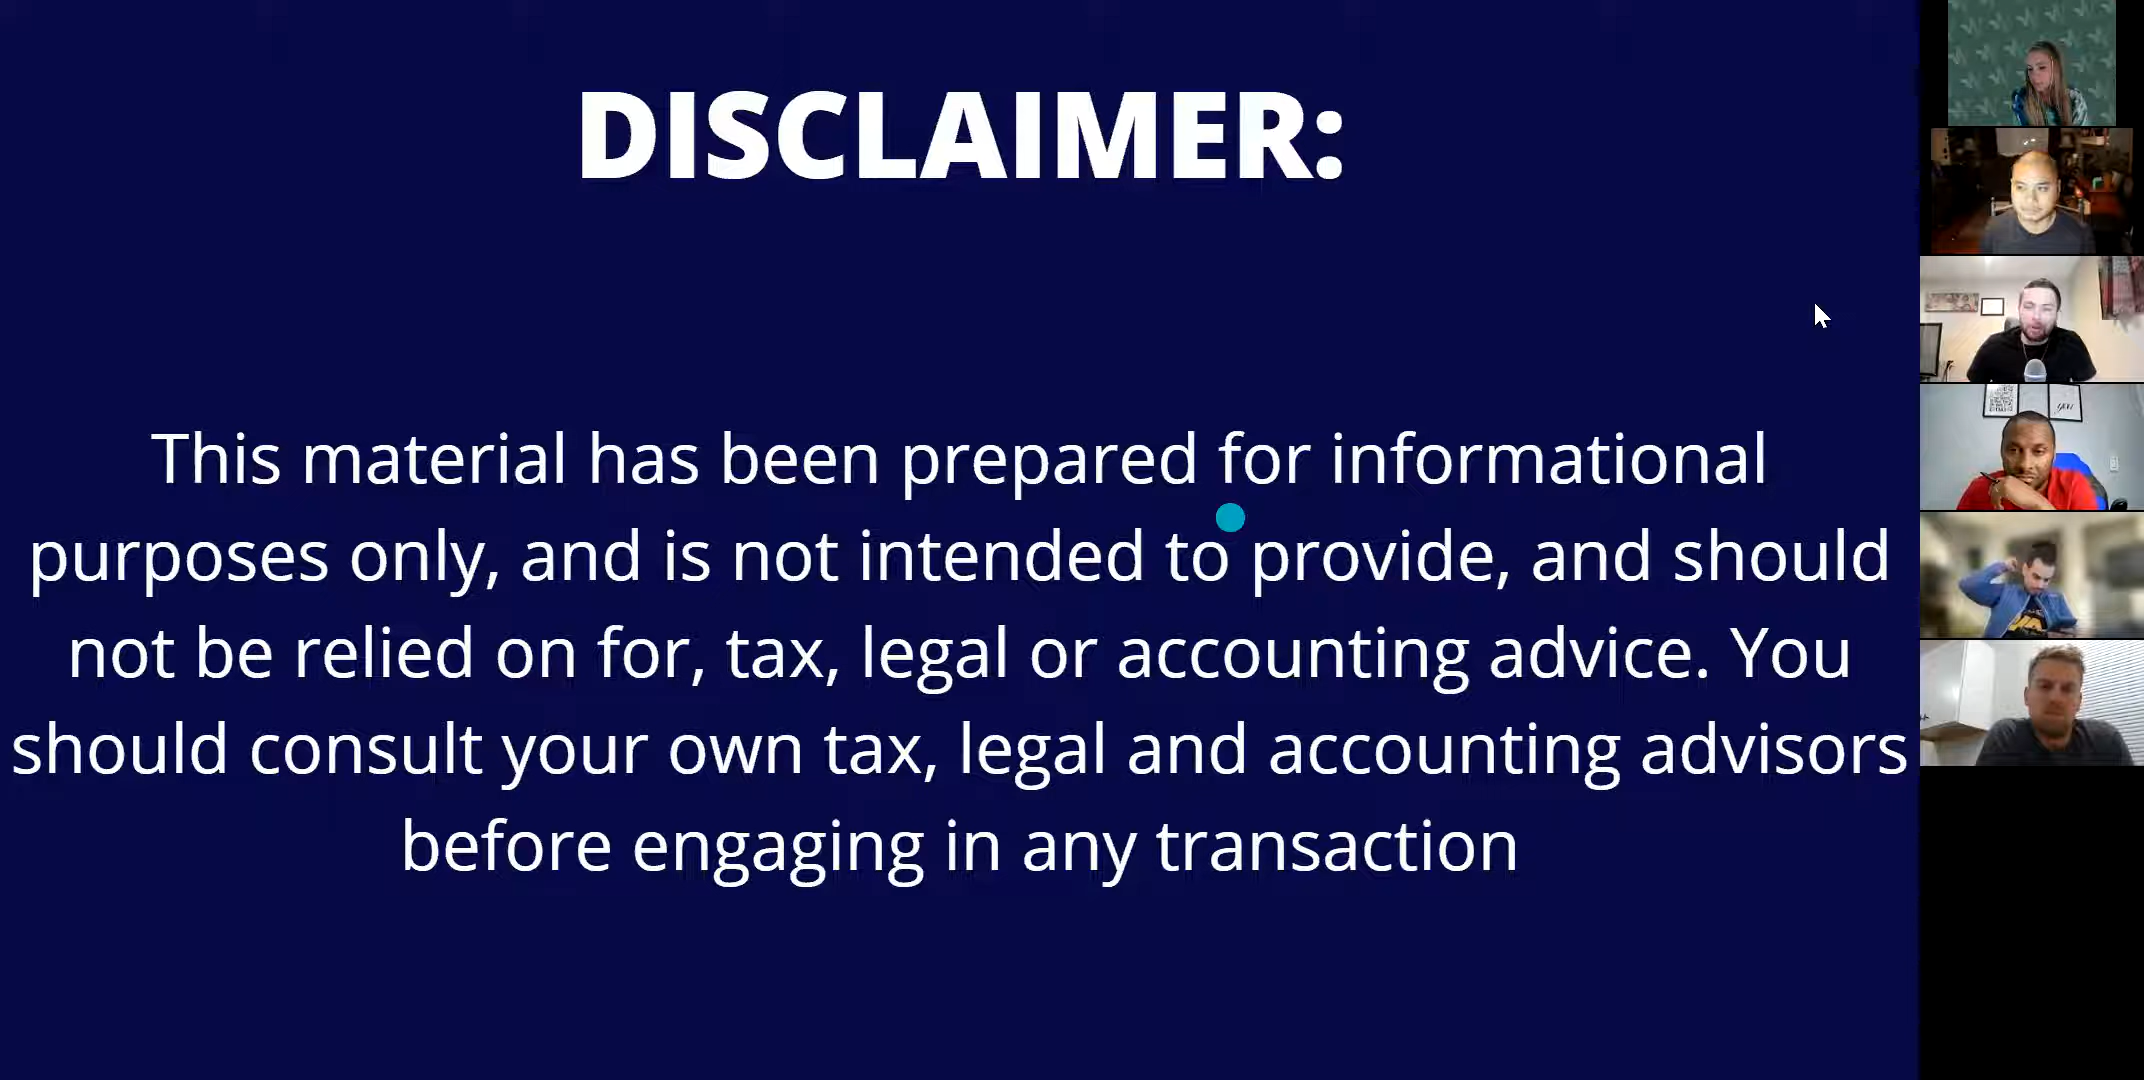 DISCLAIMER:
This material has been prepared for informational
purposes only, and is not intended to provide, and should
not be relied on for, tax, legal or accounting advice. You
should consult your own tax, legal and accounting advisors
before engaging in any transaction